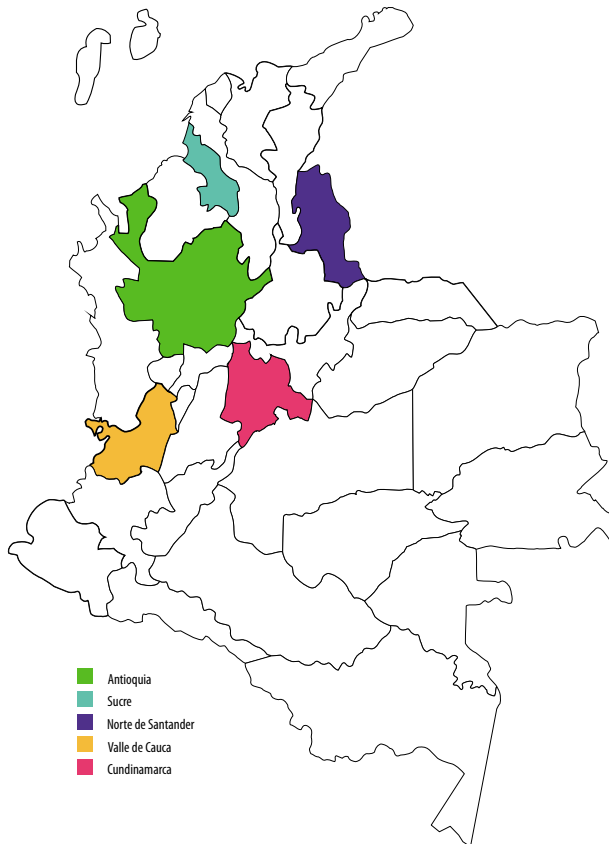 Antioquia
Sucre
Norte de Santander
Valle de Cauca
Cundinamarca